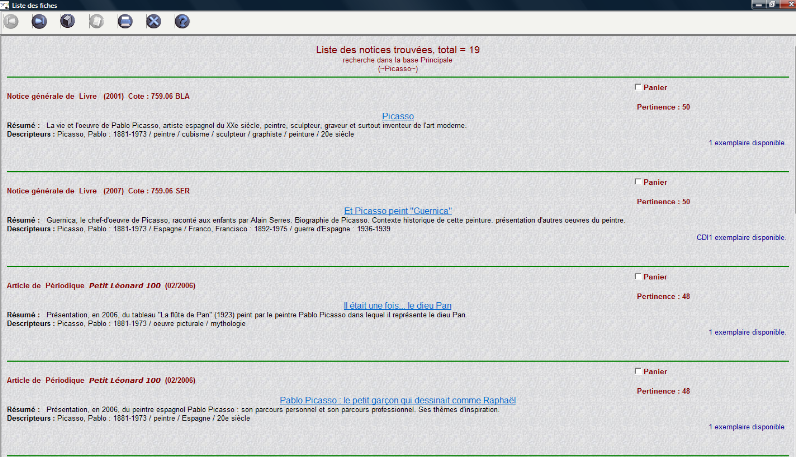 Liste des fiches
Liste des notices trouvées, total = 19
recherche dans la base Principale
(~Picasso~)
Panier
Notice générale de Livre (2001) Cote : 759.06 BLA
Pertinence : 50
Picasso
Résumé : La vie et l'oeuvre de Pablo Picasso, artiste espagnol du XXe siècle, peintre, sculpteur, graveur et surtout inventeur de l'art moderne.
Descripteurs : Picasso, Pablo : 1881-1973 / peintre / cubisme / sculpteur / graphiste / peinture / 20e siècle
1 exemplaire disponible.
Panier
Notice générale de Livre (2007) Cote : 759.06 SER
Pertinence : 50
Et Picasso peint "Guernica"
Résumé : Guernica, le chef-d'oeuvre de Picasso, raconté aux enfants par Alain Serres. Biographie de Picasso. Contexte historique de cette peinture. présentation d'autres oeuvres du peintre.
Descripteurs : Picasso, Pablo : 1881-1973 / Espagne / Franco, Francisco : 1892-1975 / guerre d'Espagne : 1936-1939
CDI1 exemplaire disponible.
Panier
Article de Périodique Petit Léonard 100 (02/2006)
Pertinence : 48
Il était une fois... le dieu Pan
Résumé : Présentation, en 2006, du tableau "La flûte de Pan" (1923) peint par le peintre Pablo Picasso dans lequel il représente le dieu Pan.
Descripteurs : Picasso, Pablo : 1881-1973 / oeuvre picturale / mythologie
1 exemplaire disponible.
Panier
Article de Périodique Petit Léonard 100 (02/2006)
Pertinence : 48
Pablo Picasso : le petit garçon qui dessinait comme Raphaël
Résumé : Présentation, en 2006, du peintre espagnol Pablo Picasso : son parcours personnel et son parcours professionnel. Ses thèmes d'inspiration.
Descripteurs : Picasso, Pablo : 1881-1973 / peintre / Espagne / 20e siècle
1 exemplaire disponible.